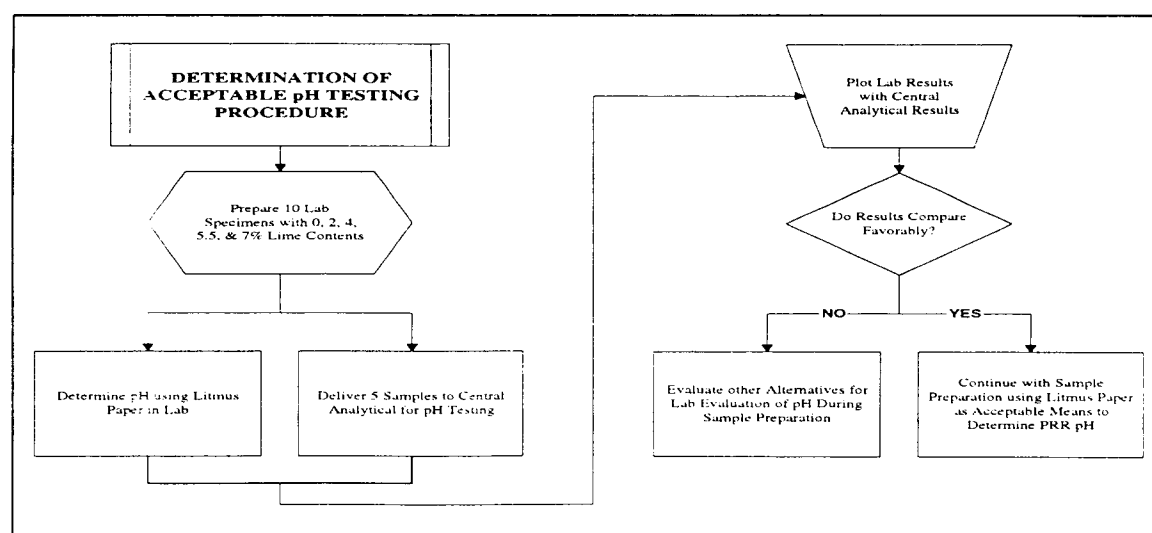 DETERMINATION OF
ACCEPTABLE pH TESTING
PROCEDURE
Prepare 10 Lab
Specimens with 0, 2, 4,
5.5, & 7% Lime Contents
Determine pH using Litmus
Paper in Lab
Deliver 5 Samples to Central
Analytical for pH Testing
Plot Lab Results
with Central
Analytical Results
Do Results Compare
Favorably?
NO
YES
Evaluate other Alternatives for
Lab Evaluation of pH During
Sample Preparation
Continue with Sample
Preparation using Litmus Paper
as Acceptable Means to
Determine PRR pH